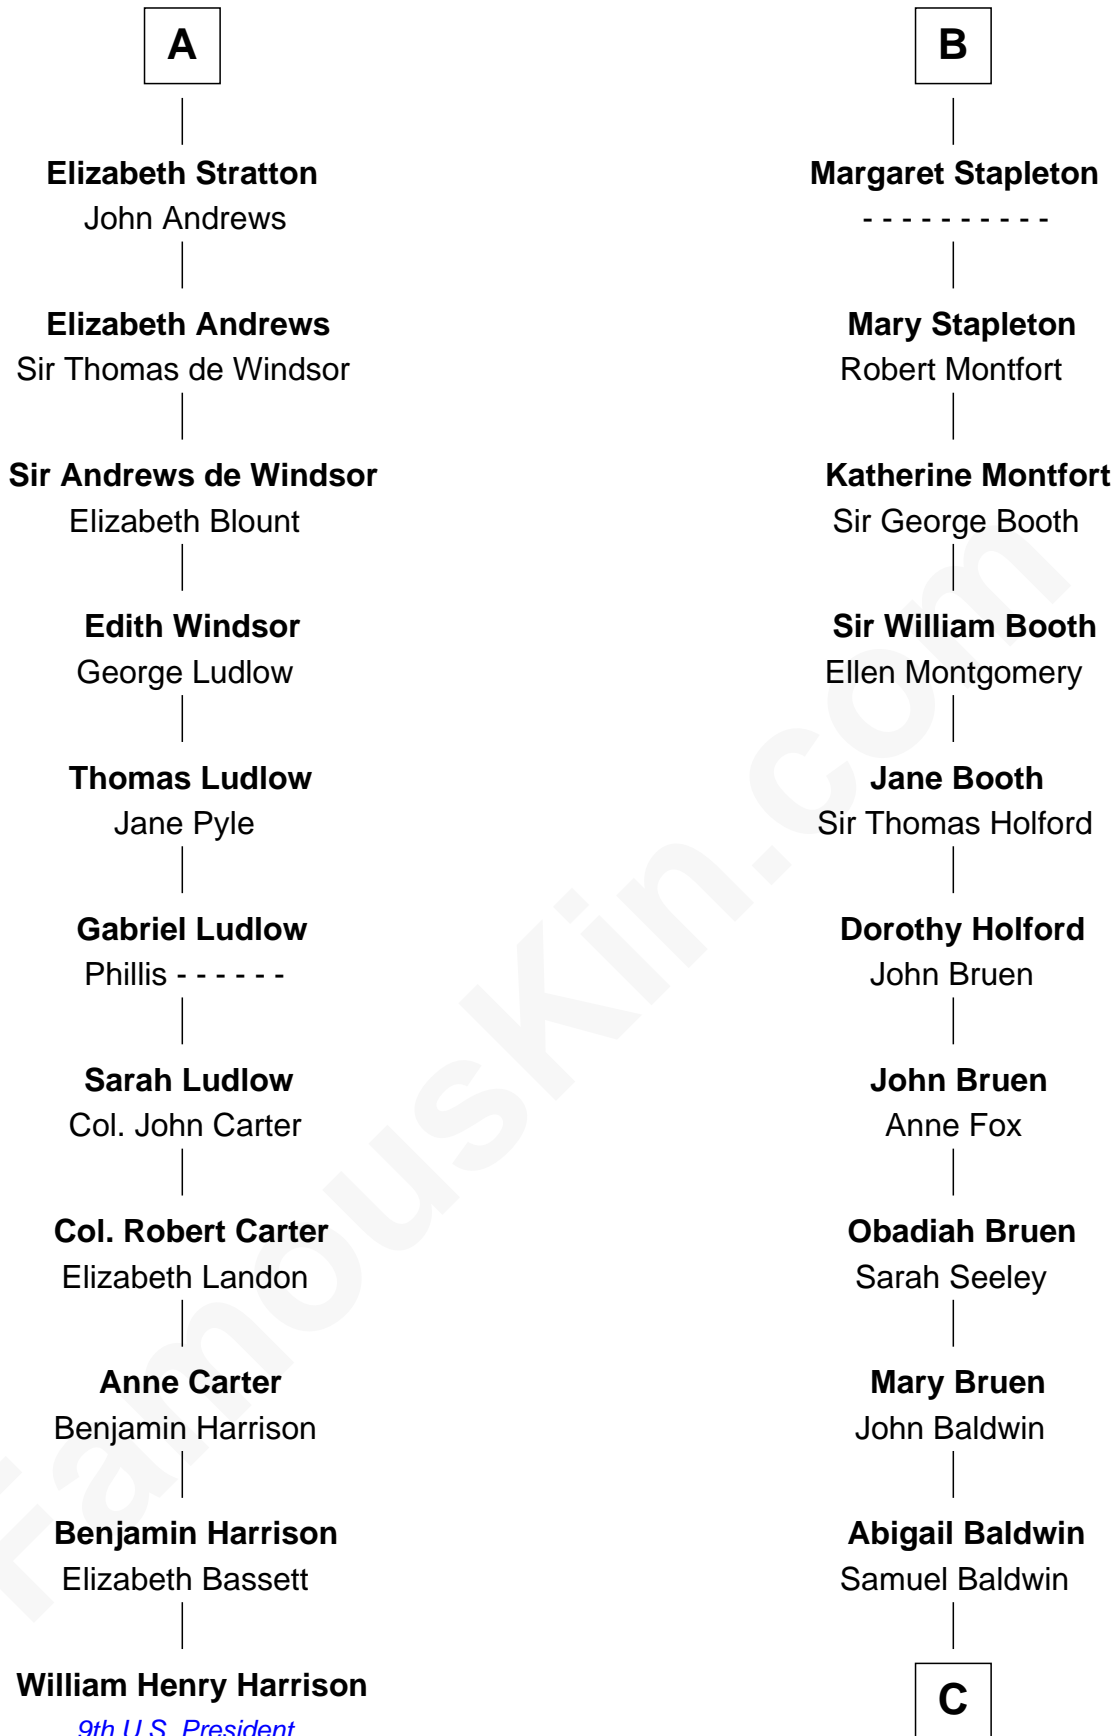 A
Elizabeth Stratton
John Andrews
Elizabeth Andrews
Sir Thomas de Windsor
Sir Andrews de Windsor
Elizabeth Blount
Edith Windsor
George Ludlow
Thomas Ludlow
Jane Pyle
Gabriel Ludlow
Phillis - - - - - -
Sarah Ludlow
Col. John Carter
Col. Robert Carter
Elizabeth Landon
Anne Carter
Benjamin Harrison
Benjamin Harrison
Elizabeth Bassett
William Henry Harrison
9th U.S. President
B
Margaret Stapleton
- - - - - - - - - -
Mary Stapleton
Robert Montfort
Katherine Montfort
Sir George Booth
Sir William Booth
Ellen Montgomery
Jane Booth
Sir Thomas Holford
Dorothy Holford
John Bruen
John Bruen
Anne Fox
Obadiah Bruen
Sarah Seeley
Mary Bruen
John Baldwin
Abigail Baldwin
Samuel Baldwin
C
FamousKin.com